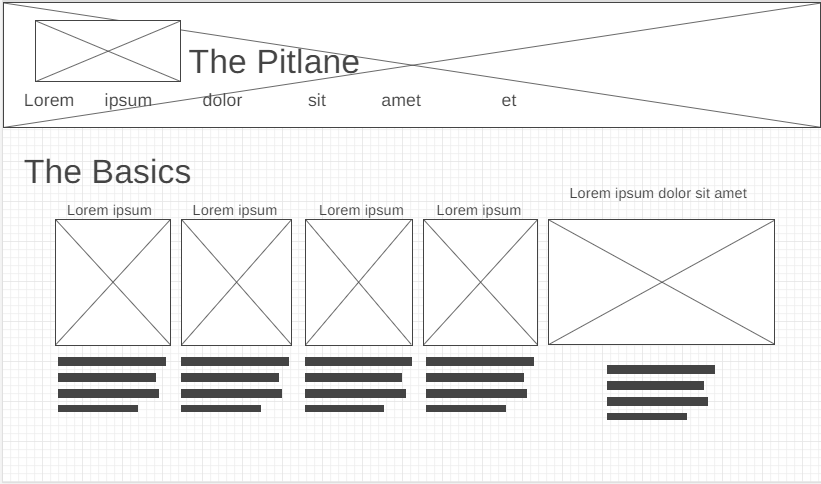 The Pitlane
Lorem ipsum dolor sit amet et
The Basics
Lorem ipsum dolor sit amet
Lorem ipsum Lorem ipsum Lorem ipsum Lorem ipsum